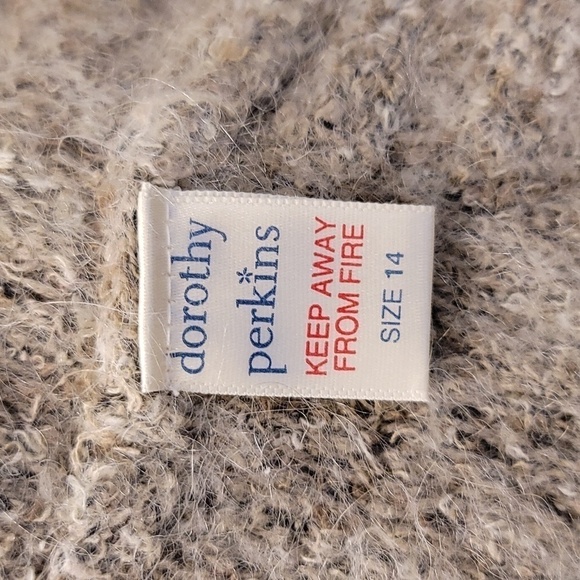 dorothy
perkins
KEEP AWAY
FROM FIRE
SIZE 14